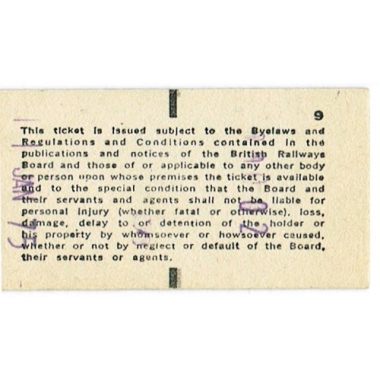 9
This ticket is issued subject to the Byelaws and
Regulations and Conditions contained in the
publications and notices of the British Railways
Board and those of or applicable to any other body
or person upon whose premises the ticket is available
and to the special condition that the Board and
their servants and agents shall not be liable for
personal injury (whether fatal or otherwise), loss,
damage, delay to or detention of the holder or
his property by whomsoever or howsoever caused,
whether or not by neglect or default of the Board,
their servants or agents.
JAN 75